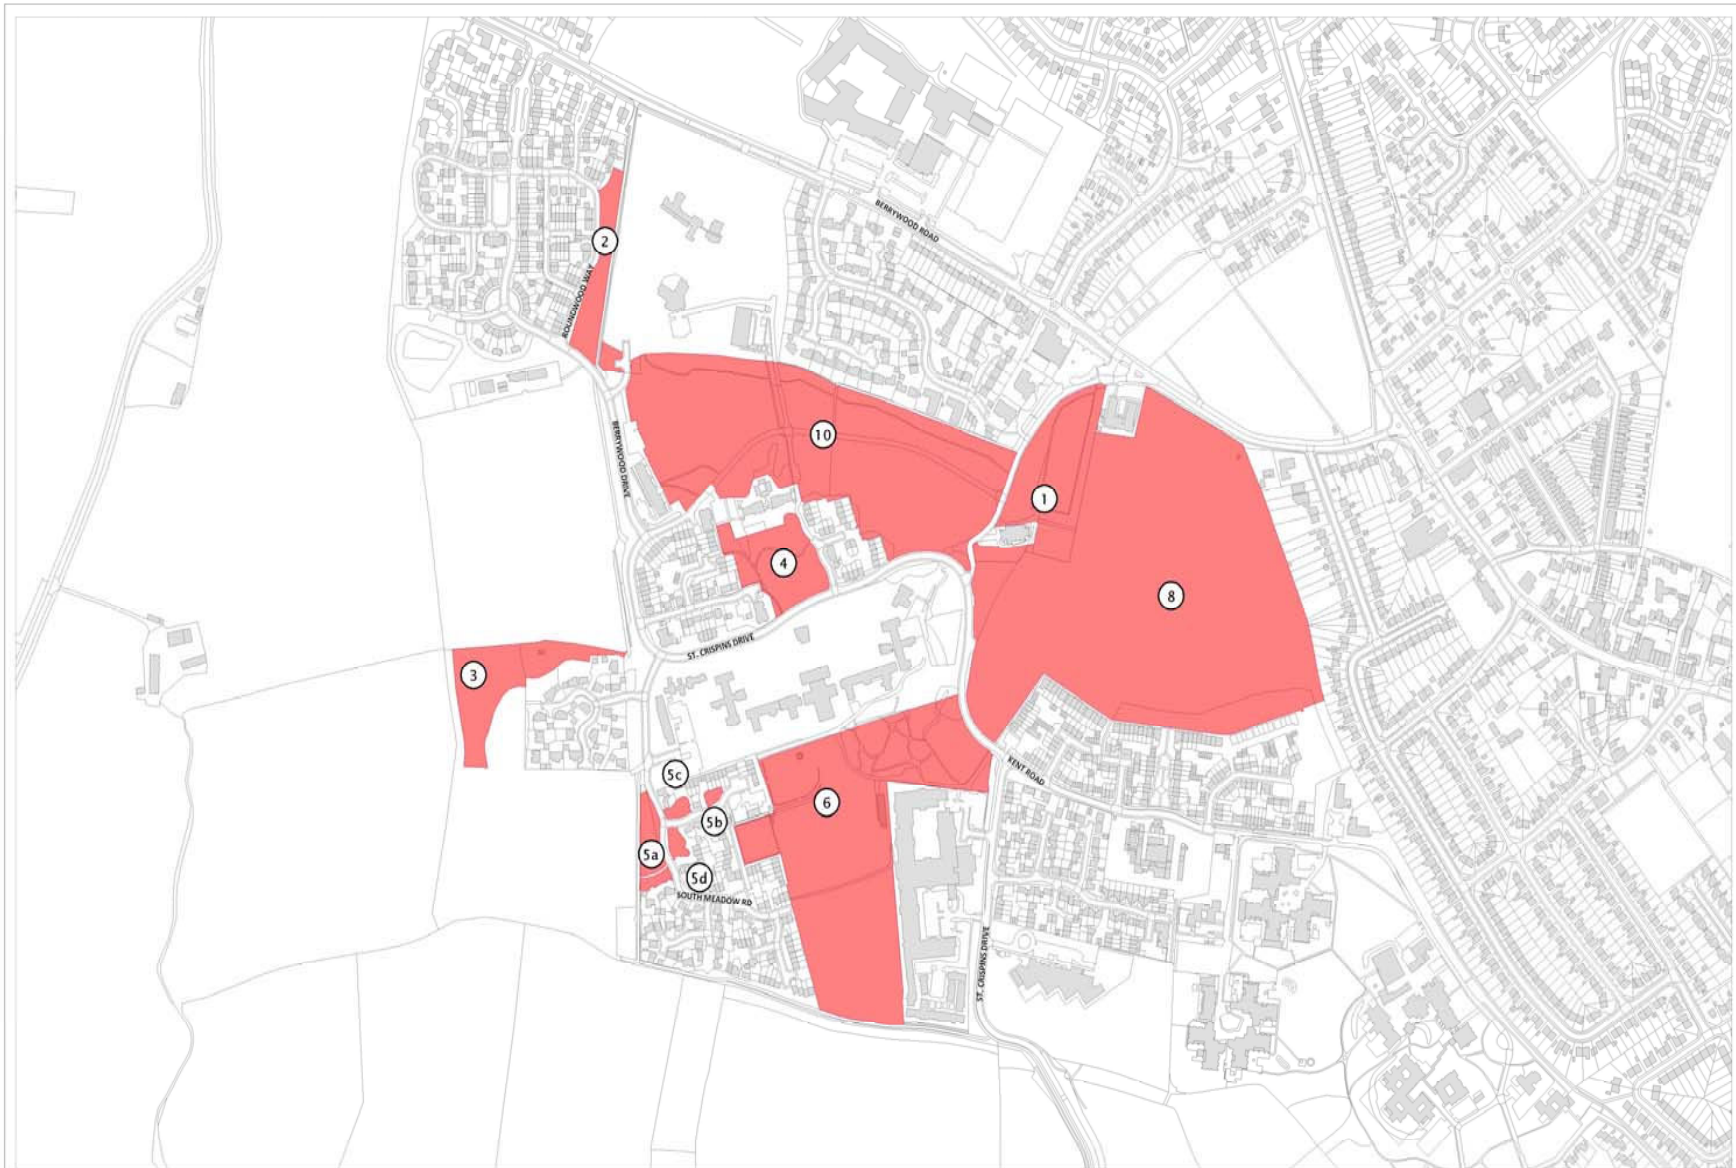 BERRYWOOD ROAD
2
ROUNDWOOD WAY
10
BERRYWOOD DRIVE
1
4
8
ST. CRISPINS DRIVE
3
KENT ROAD
5c
6
5b
5a
5d
SOUTH MEADOW RD
ST. CRISPINS DRIVE